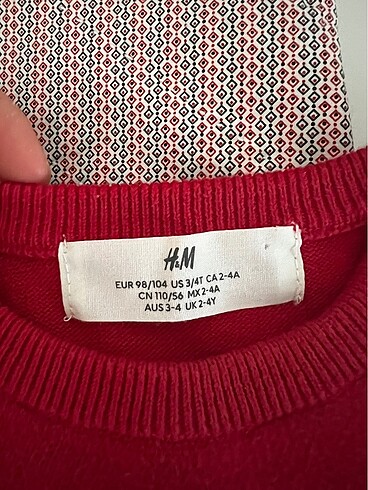 H&M
EUR 98/104 US 3/4T CA 2-4A
CN 110/56 MX 2-4A
AUS 3-4 UK 2-4Y